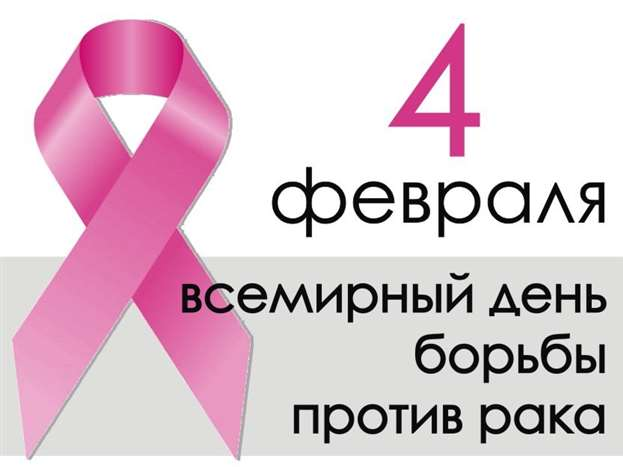 4
февраля
всемирный день
борьбы
против рака